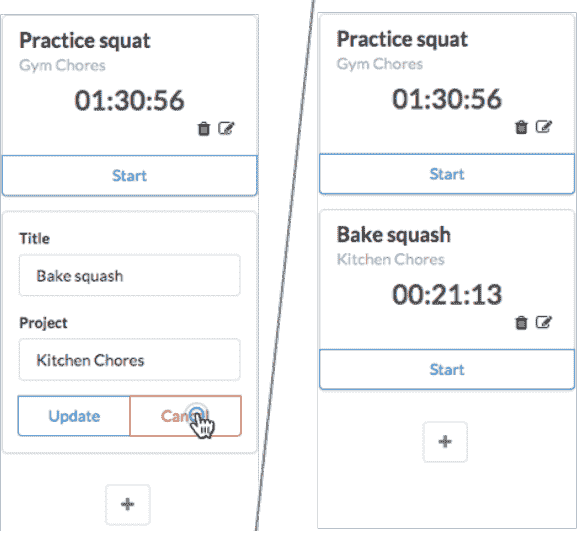 Practice squat
Gym Chores
01:30:56
Start
Title
Bake squash
Project
Kitchen Chores
Update
Cancel
+
Practice squat
Gym Chores
01:30:56
Start
Bake squash
Kitchen Chores
00:21:13
Start
+